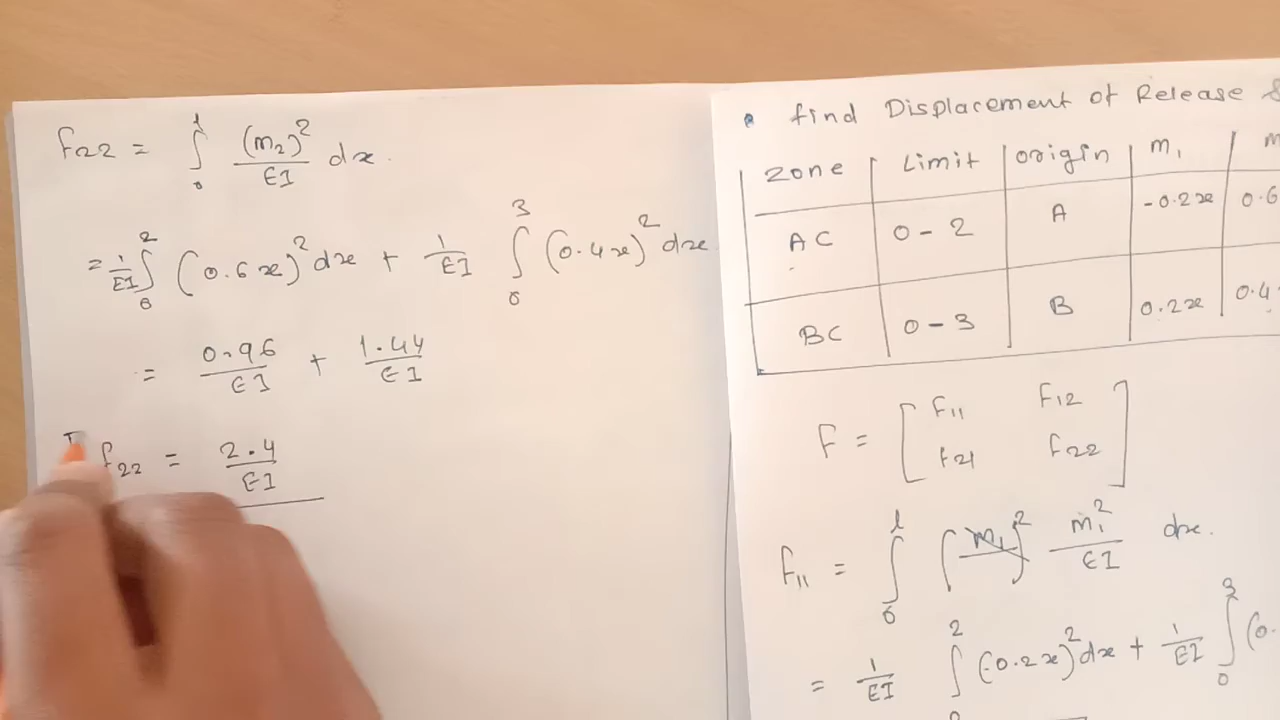 f₂₂ = ∫₀ˡ (m₂)²/EI dx.
= 1/EI ∫₀² (0.6x)² dx + 1/EI ∫₀³ (0.4x)² dx
= 0.96/EI + 1.44/EI
f₂₂ = 2.4/EI
• find Displacement of Release
Zone Limit origin m₁
AC 0-2 A -0.2x 0.6
BC 0-3 B 0.2x 0.4
F = [ F₁₁ F₁₂
f₂₁ F₂₂ ]
f₁₁ = ∫₀ˡ m₁²/EI dx.
= 1/EI ∫₀² (-0.2x)² dx + 1/EI ∫₀³ (0.